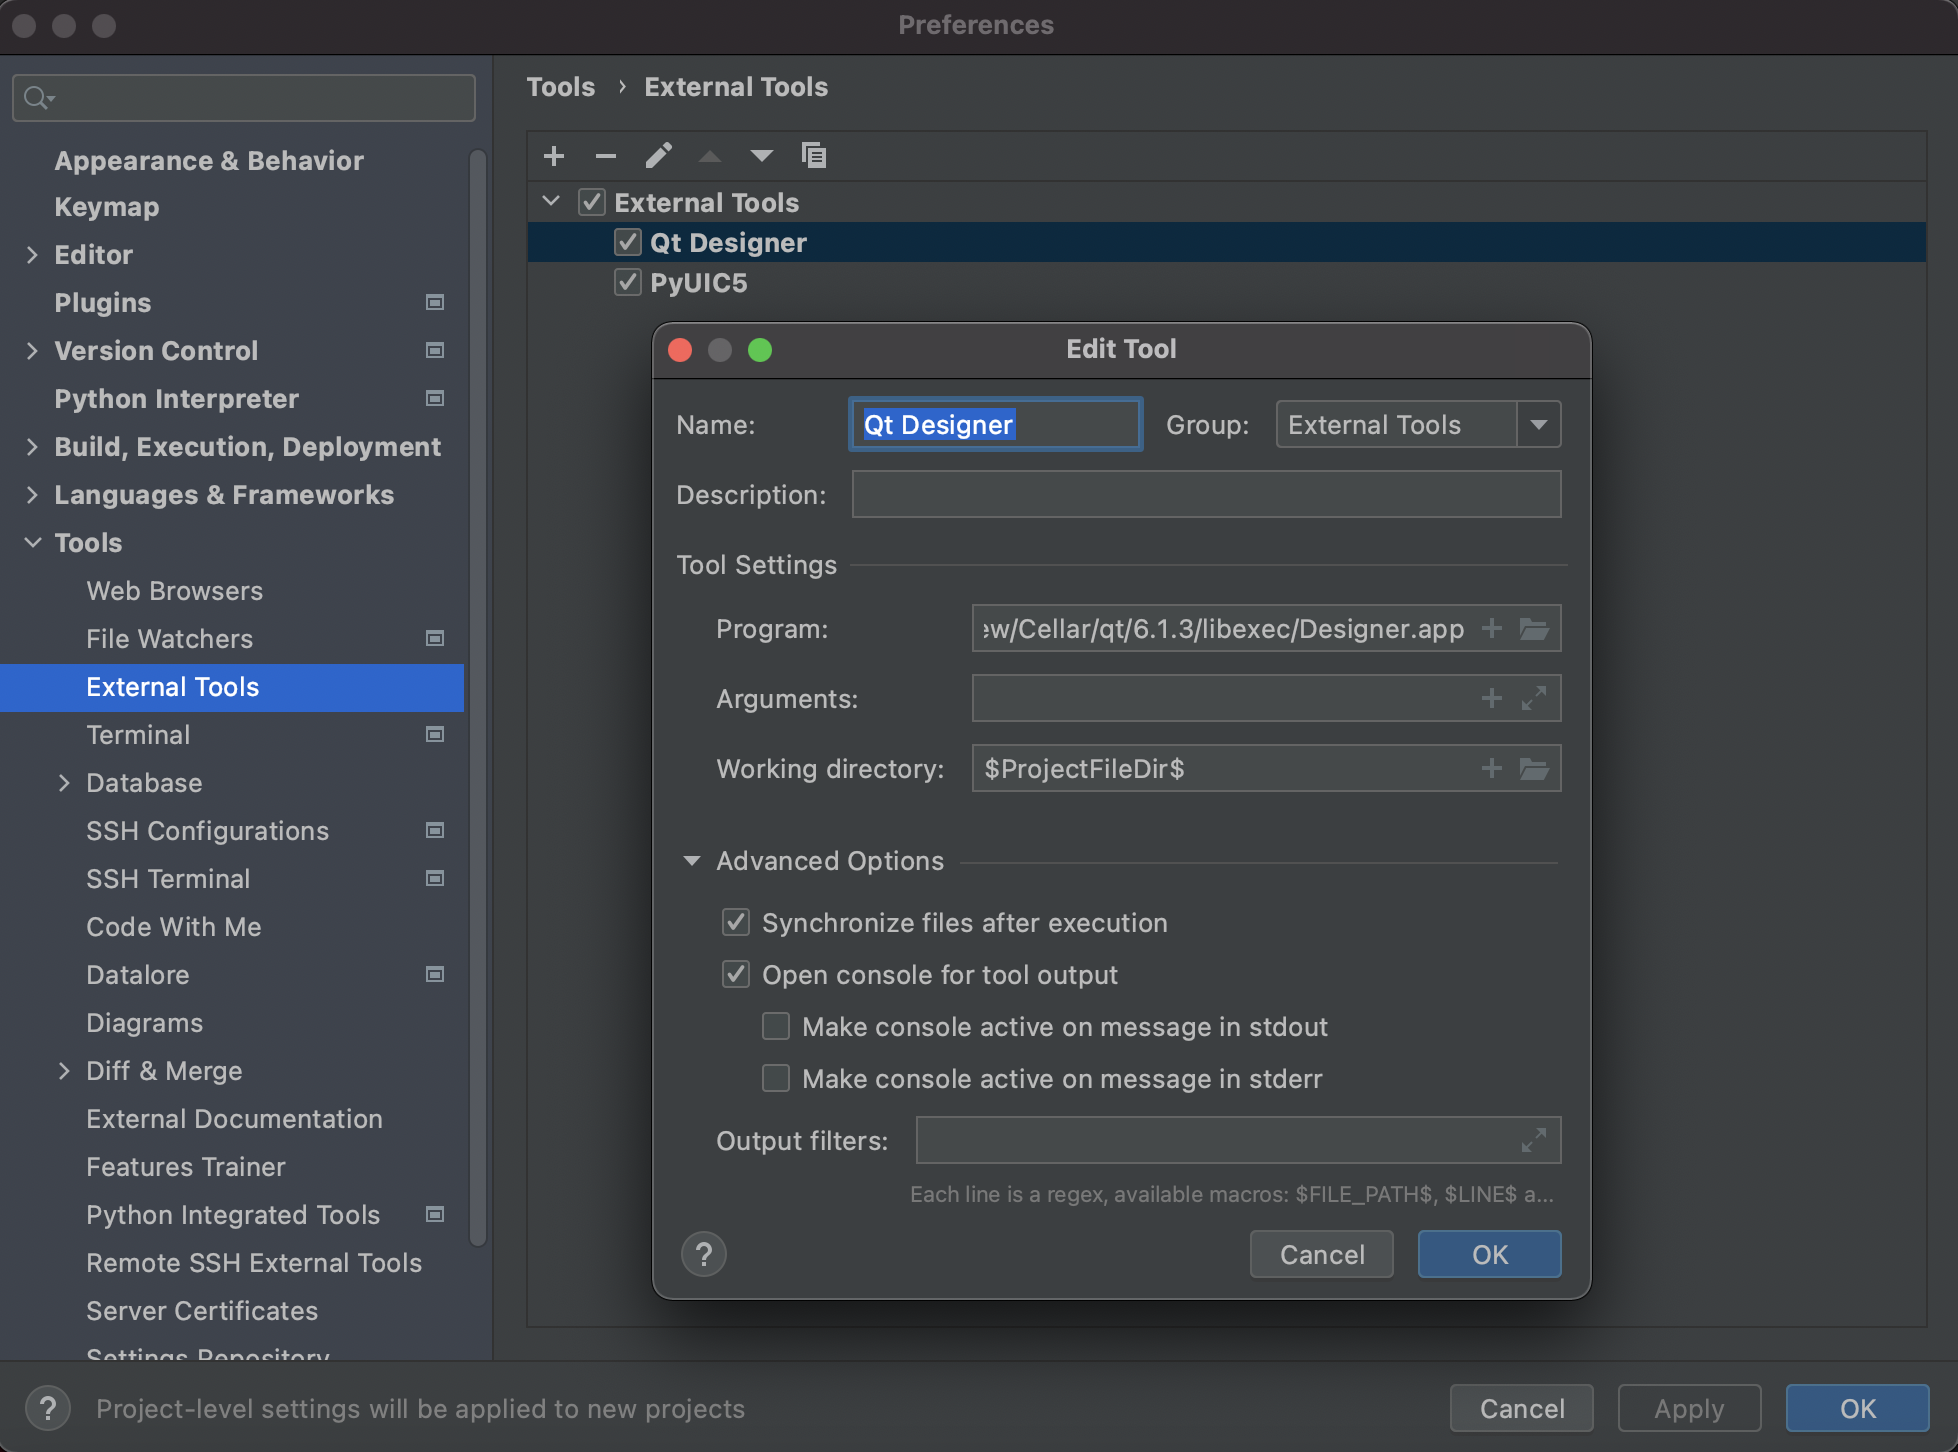 Preferences
Tools › External Tools
Appearance & Behavior
Keymap
Editor
Plugins
Version Control
Python Interpreter
Build, Execution, Deployment
Languages & Frameworks
Tools
Web Browsers
File Watchers
External Tools
Terminal
Database
SSH Configurations
SSH Terminal
Code With Me
Datalore
Diagrams
Diff & Merge
External Documentation
Features Trainer
Python Integrated Tools
Remote SSH External Tools
Server Certificates
Settings Repository
External Tools
Qt Designer
PyUIC5
Edit Tool
Name: Qt Designer Group: External Tools
Description:
Tool Settings
Program: ew/Cellar/qt/6.1.3/libexec/Designer.app
Arguments:
Working directory: $ProjectFileDir$
Advanced Options
Synchronize files after execution
Open console for tool output
Make console active on message in stdout
Make console active on message in stderr
Output filters:
Each line is a regex, available macros: $FILE_PATH$, $LINE$ a...
? Cancel OK
? Project-level settings will be applied to new projects Cancel Apply OK